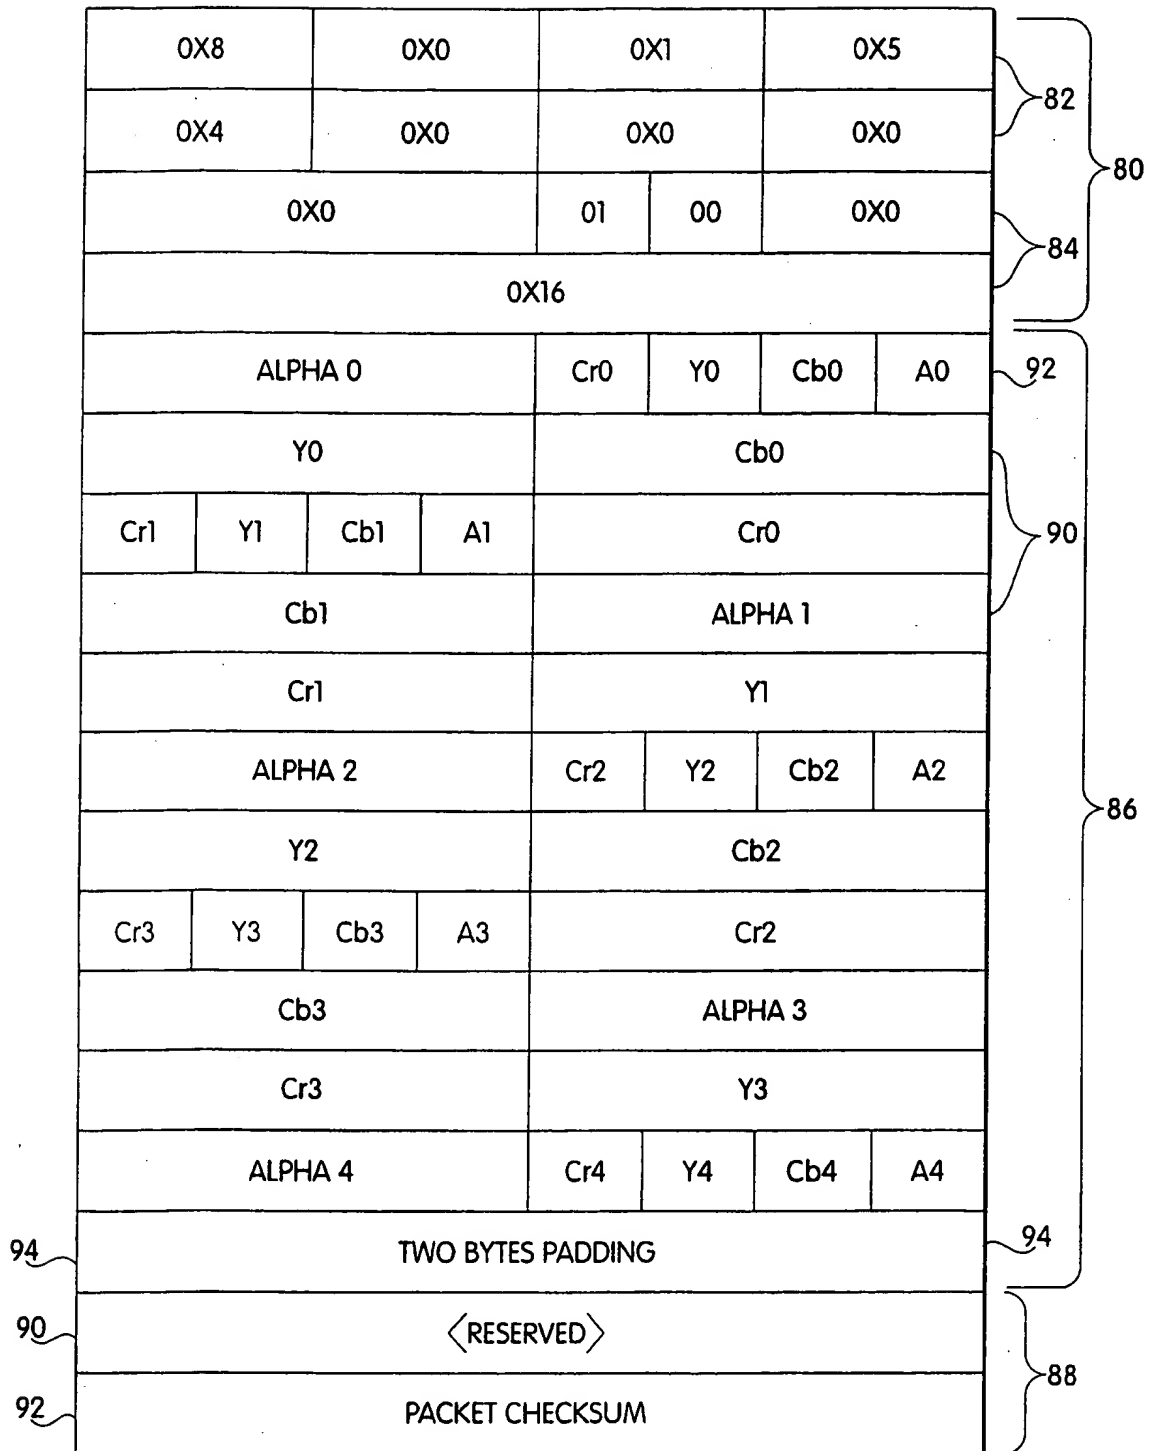 0X8 0X0 0X1 0X5
82
0X4 0X0 0X0 0X0
80
0X0 01 00 0X0
84
0X16
ALPHA 0 Cr0 Y0 Cb0 A0 92
Y0 Cb0
Cr1 Y1 Cb1 A1 Cr0 90
Cb1 ALPHA 1
Cr1 Y1
ALPHA 2 Cr2 Y2 Cb2 A2
86
Y2 Cb2
Cr3 Y3 Cb3 A3 Cr2
Cb3 ALPHA 3
Cr3 Y3
ALPHA 4 Cr4 Y4 Cb4 A4
94 TWO BYTES PADDING 94
90 <RESERVED>
88
92 PACKET CHECKSUM